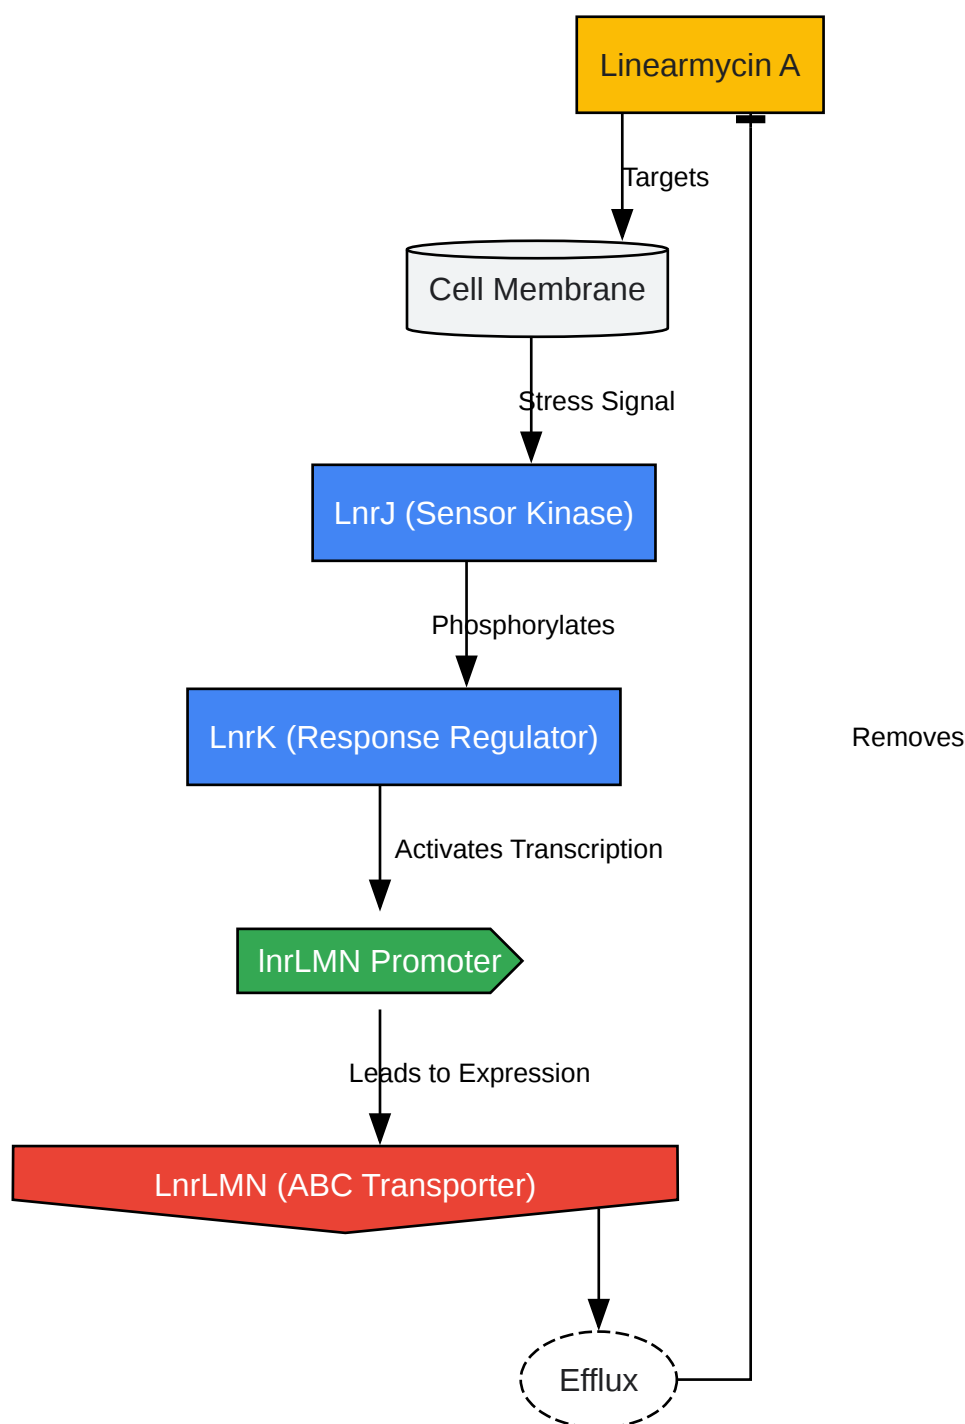 Linearmycin A
Targets
Cell Membrane
Stress Signal
LnrJ (Sensor Kinase)
Phosphorylates
LnrK (Response Regulator)
Removes
Activates Transcription
lnrLMN Promoter
Leads to Expression
LnrLMN (ABC Transporter)
Efflux